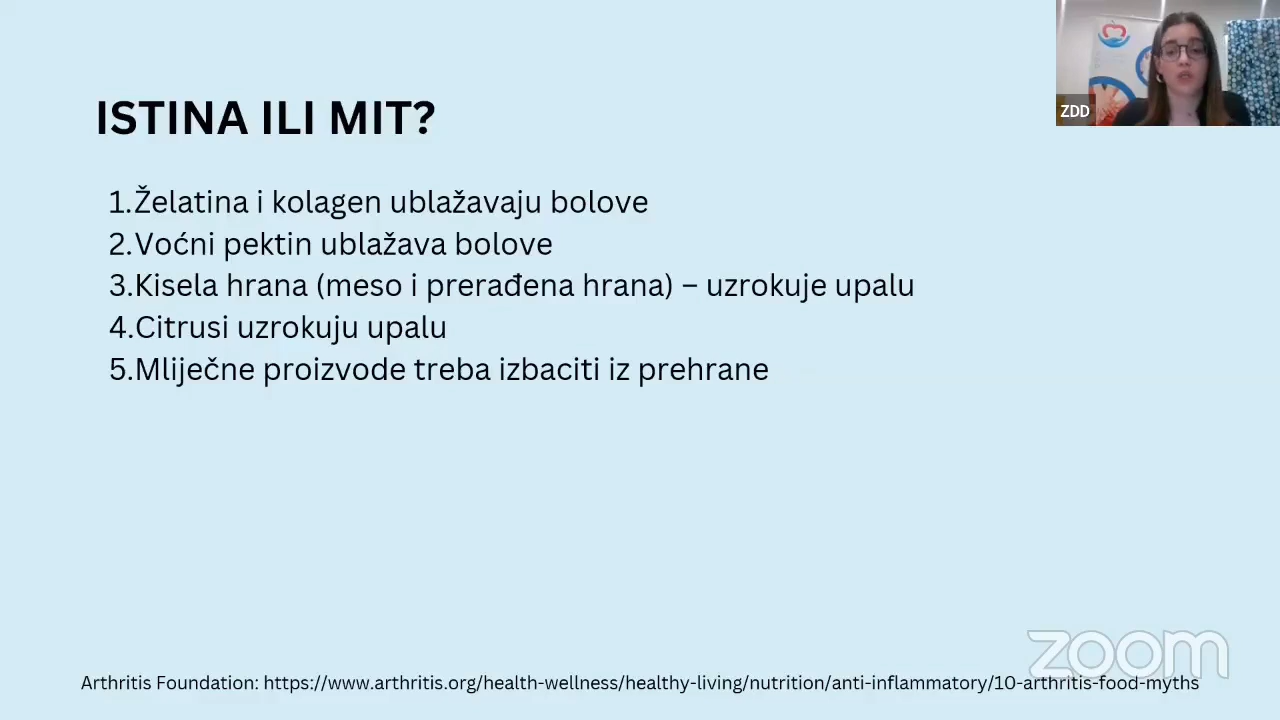 ZDD
ISTINA ILI MIT?
1.Želatina i kolagen ublažavaju bolove
2.Voćni pektin ublažava bolove
3.Kisela hrana (meso i prerađena hrana) – uzrokuje upalu
4.Citrusi uzrokuju upalu
5.Mliječne proizvode treba izbaciti iz prehrane
zoom
Arthritis Foundation: https://www.arthritis.org/health-wellness/healthy-living/nutrition/anti-inflammatory/10-arthritis-food-myths